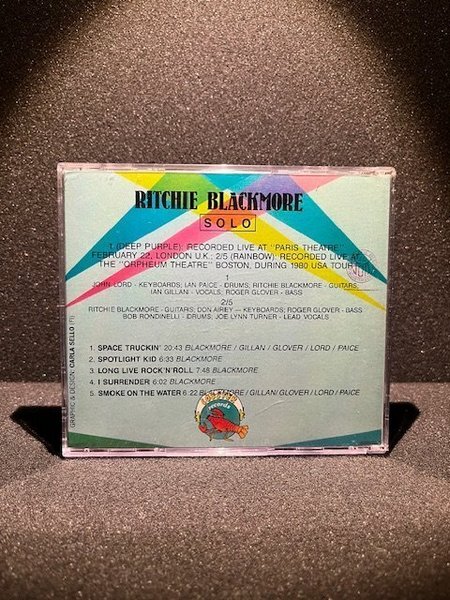 RITCHIE BLACKMORE
SOLO
1 (DEEP PURPLE): RECORDED LIVE AT "PARIS THEATRE"
FEBRUARY 22, LONDON U.K.; 2/5 (RAINBOW): RECORDED LIVE AT
THE "ORPHEUM THEATRE" BOSTON, DURING 1980 USA TOUR
1
JOHN LORD - KEYBOARDS; IAN PAICE - DRUMS; RITCHIE BLACKMORE - GUITARS;
IAN GILLAN - VOCALS; ROGER GLOVER - BASS
2/5
RITCHIE BLACKMORE - GUITARS; DON AIREY — KEYBOARDS; ROGER GLOVER - BASS
BOB RONDINELLI - DRUMS; JOE LYNN TURNER - LEAD VOCALS
1. SPACE TRUCKIN' 20:43 BLACKMORE / GILLAN / GLOVER / LORD / PAICE
2. SPOTLIGHT KID 6:33 BLACKMORE
3. LONG LIVE ROCK'N'ROLL 7:48 BLACKMORE
4. I SURRENDER 6:02 BLACKMORE
5. SMOKE ON THE WATER 6:22 BLACKMORE / GILLAN / GLOVER / LORD / PAICE
records
GRAPHIC & DESIGN: CARLA SELLO (R)